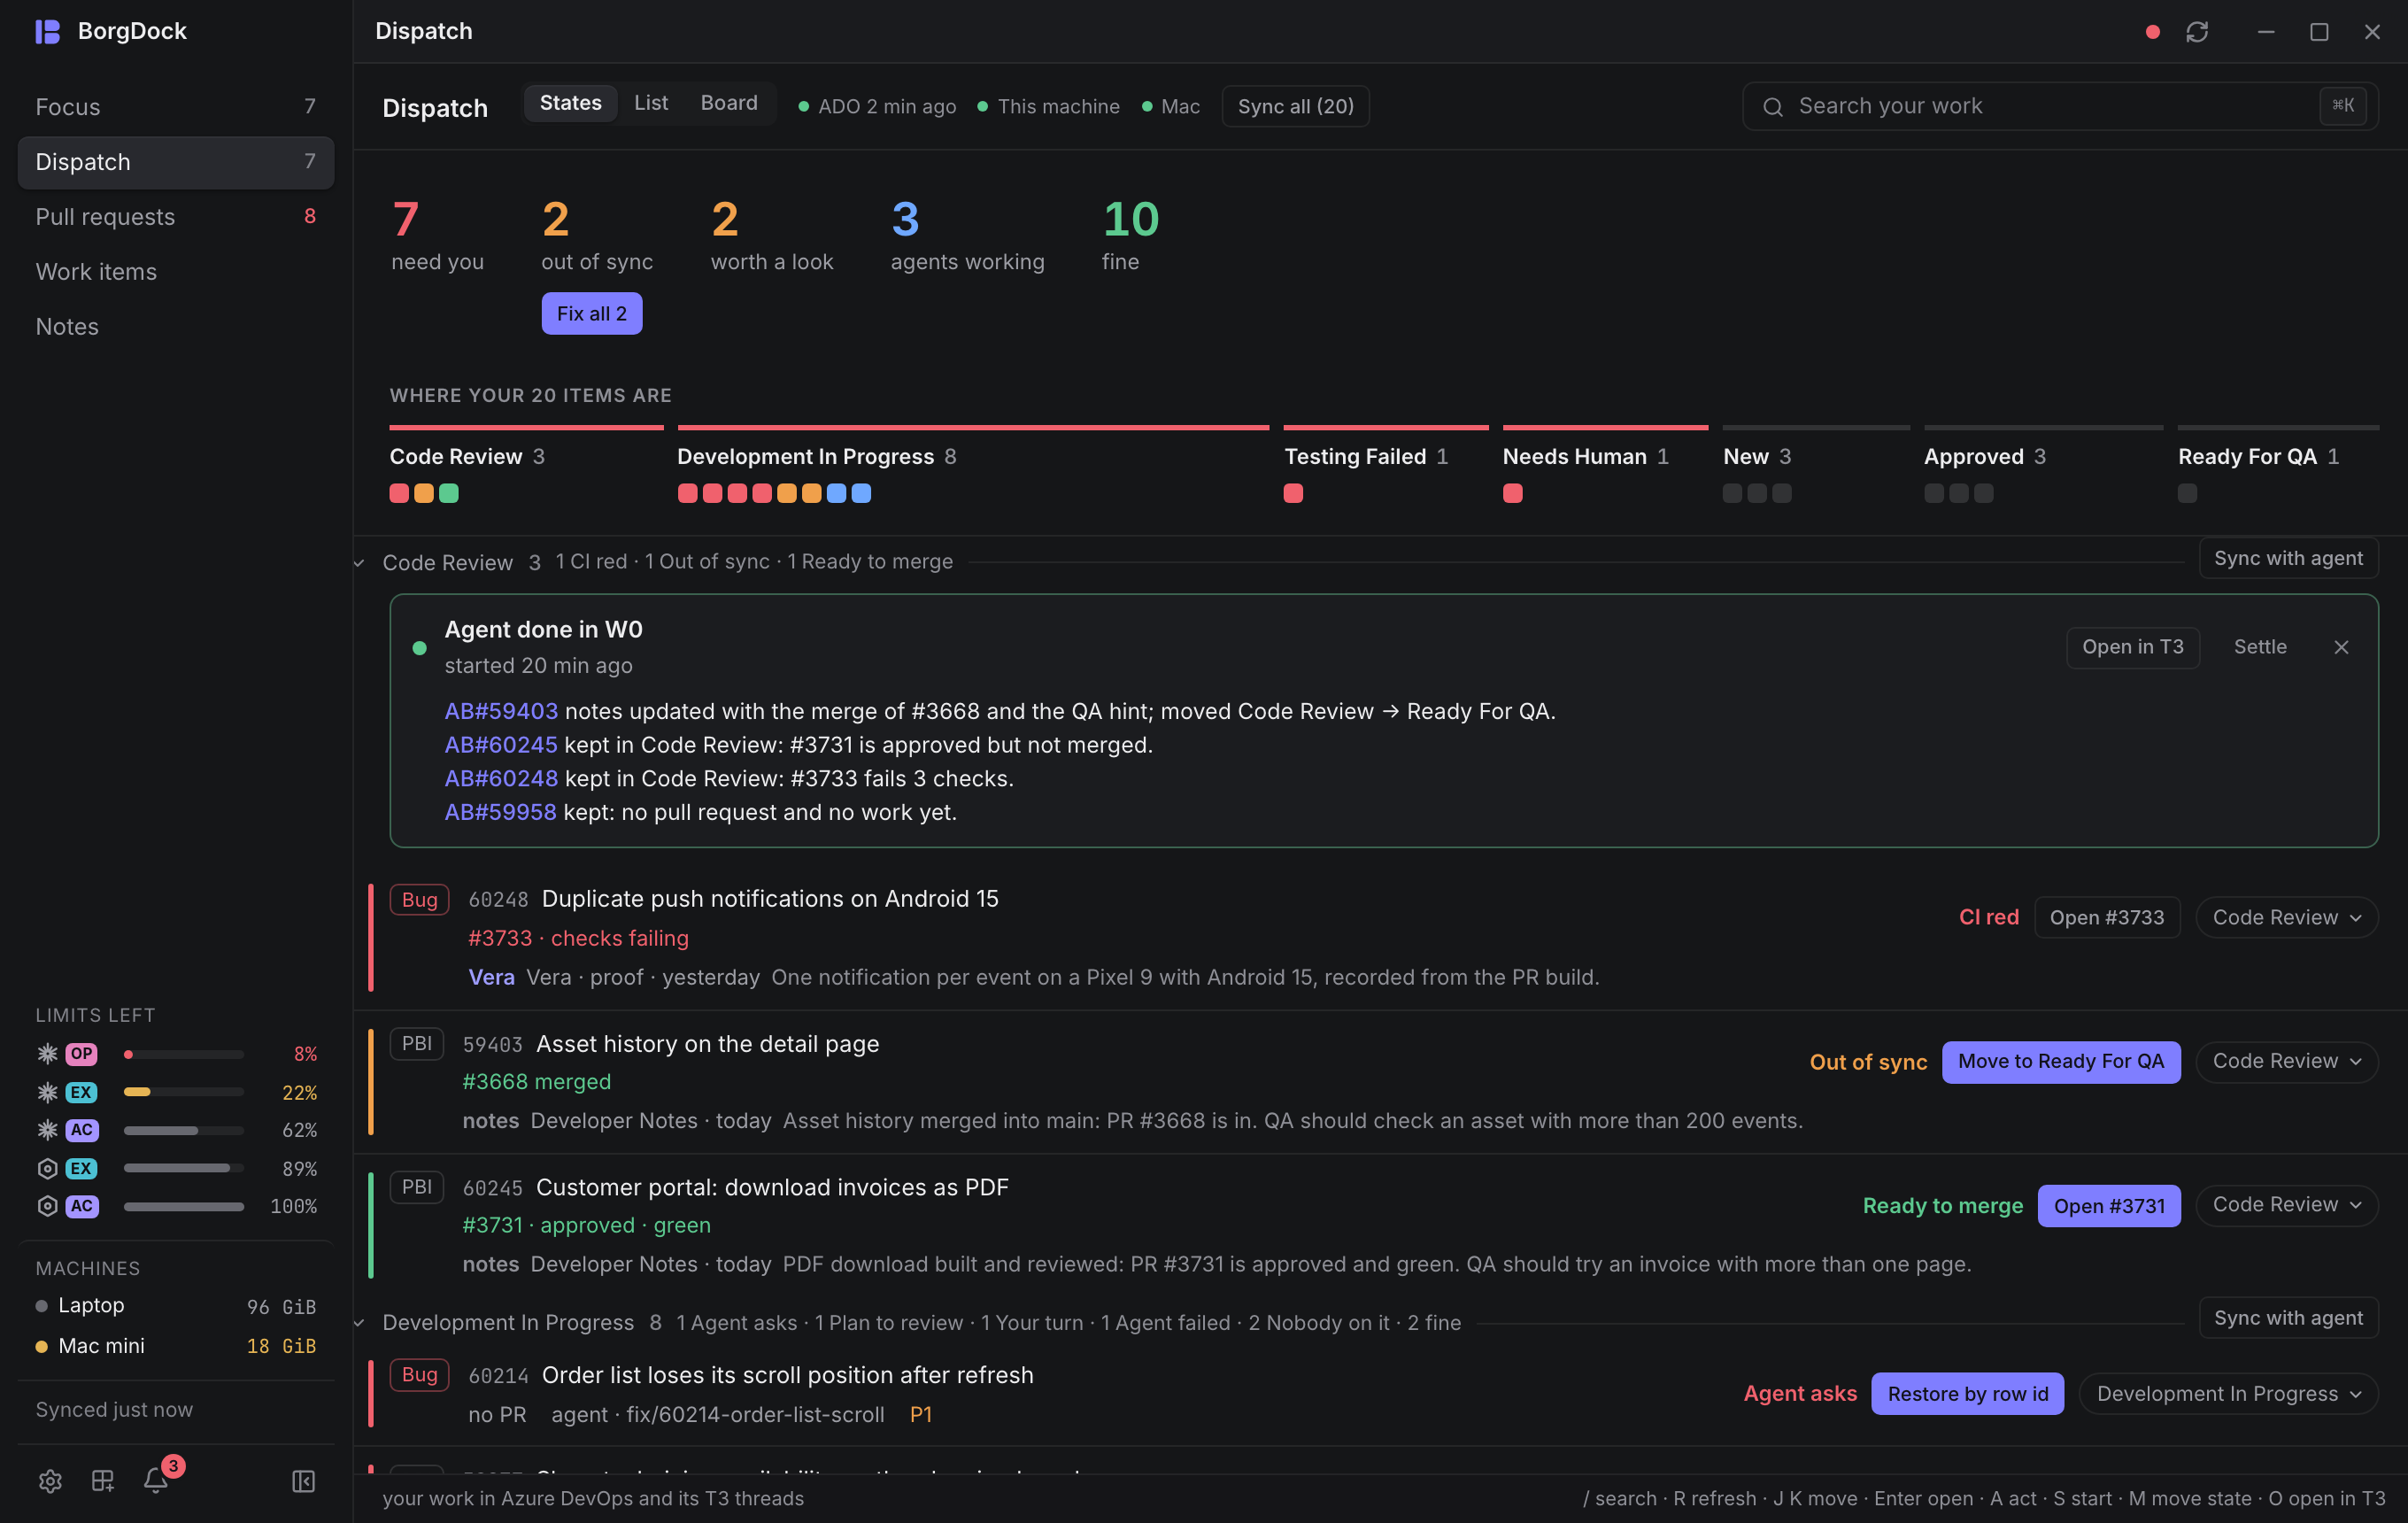 BorgDock
Focus 7
Dispatch 7
Pull requests 8
Work items
Notes
LIMITS LEFT
OP 8%
EX 22%
AC 62%
EX 89%
AC 100%
MACHINES
Laptop 96 GiB
Mac mini 18 GiB
Synced just now
3
Dispatch
Dispatch States List Board ADO 2 min ago This machine Mac Sync all (20) Search your work ⌘K
7 2 2 3 10
need you out of sync worth a look agents working fine
Fix all 2
WHERE YOUR 20 ITEMS ARE
Code Review 3 Development In Progress 8 Testing Failed 1 Needs Human 1 New 3 Approved 3 Ready For QA 1
Code Review 3 1 CI red · 1 Out of sync · 1 Ready to merge Sync with agent
Agent done in W0
started 20 min ago
Open in T3 Settle
AB#59403 notes updated with the merge of #3668 and the QA hint; moved Code Review → Ready For QA.
AB#60245 kept in Code Review: #3731 is approved but not merged.
AB#60248 kept in Code Review: #3733 fails 3 checks.
AB#59958 kept: no pull request and no work yet.
Bug 60248 Duplicate push notifications on Android 15
#3733 · checks failing
CI red Open #3733 Code Review
Vera Vera · proof · yesterday One notification per event on a Pixel 9 with Android 15, recorded from the PR build.
PBI 59403 Asset history on the detail page
#3668 merged
Out of sync Move to Ready For QA Code Review
notes Developer Notes · today Asset history merged into main: PR #3668 is in. QA should check an asset with more than 200 events.
PBI 60245 Customer portal: download invoices as PDF
#3731 · approved · green
Ready to merge Open #3731 Code Review
notes Developer Notes · today PDF download built and reviewed: PR #3731 is approved and green. QA should try an invoice with more than one page.
Development In Progress 8 1 Agent asks · 1 Plan to review · 1 Your turn · 1 Agent failed · 2 Nobody on it · 2 fine Sync with agent
Bug 60214 Order list loses its scroll position after refresh
no PR agent · fix/60214-order-list-scroll P1
Agent asks Restore by row id Development In Progress
your work in Azure DevOps and its T3 threads
/ search · R refresh · J K move · Enter open · A act · S start · M move state · O open in T3